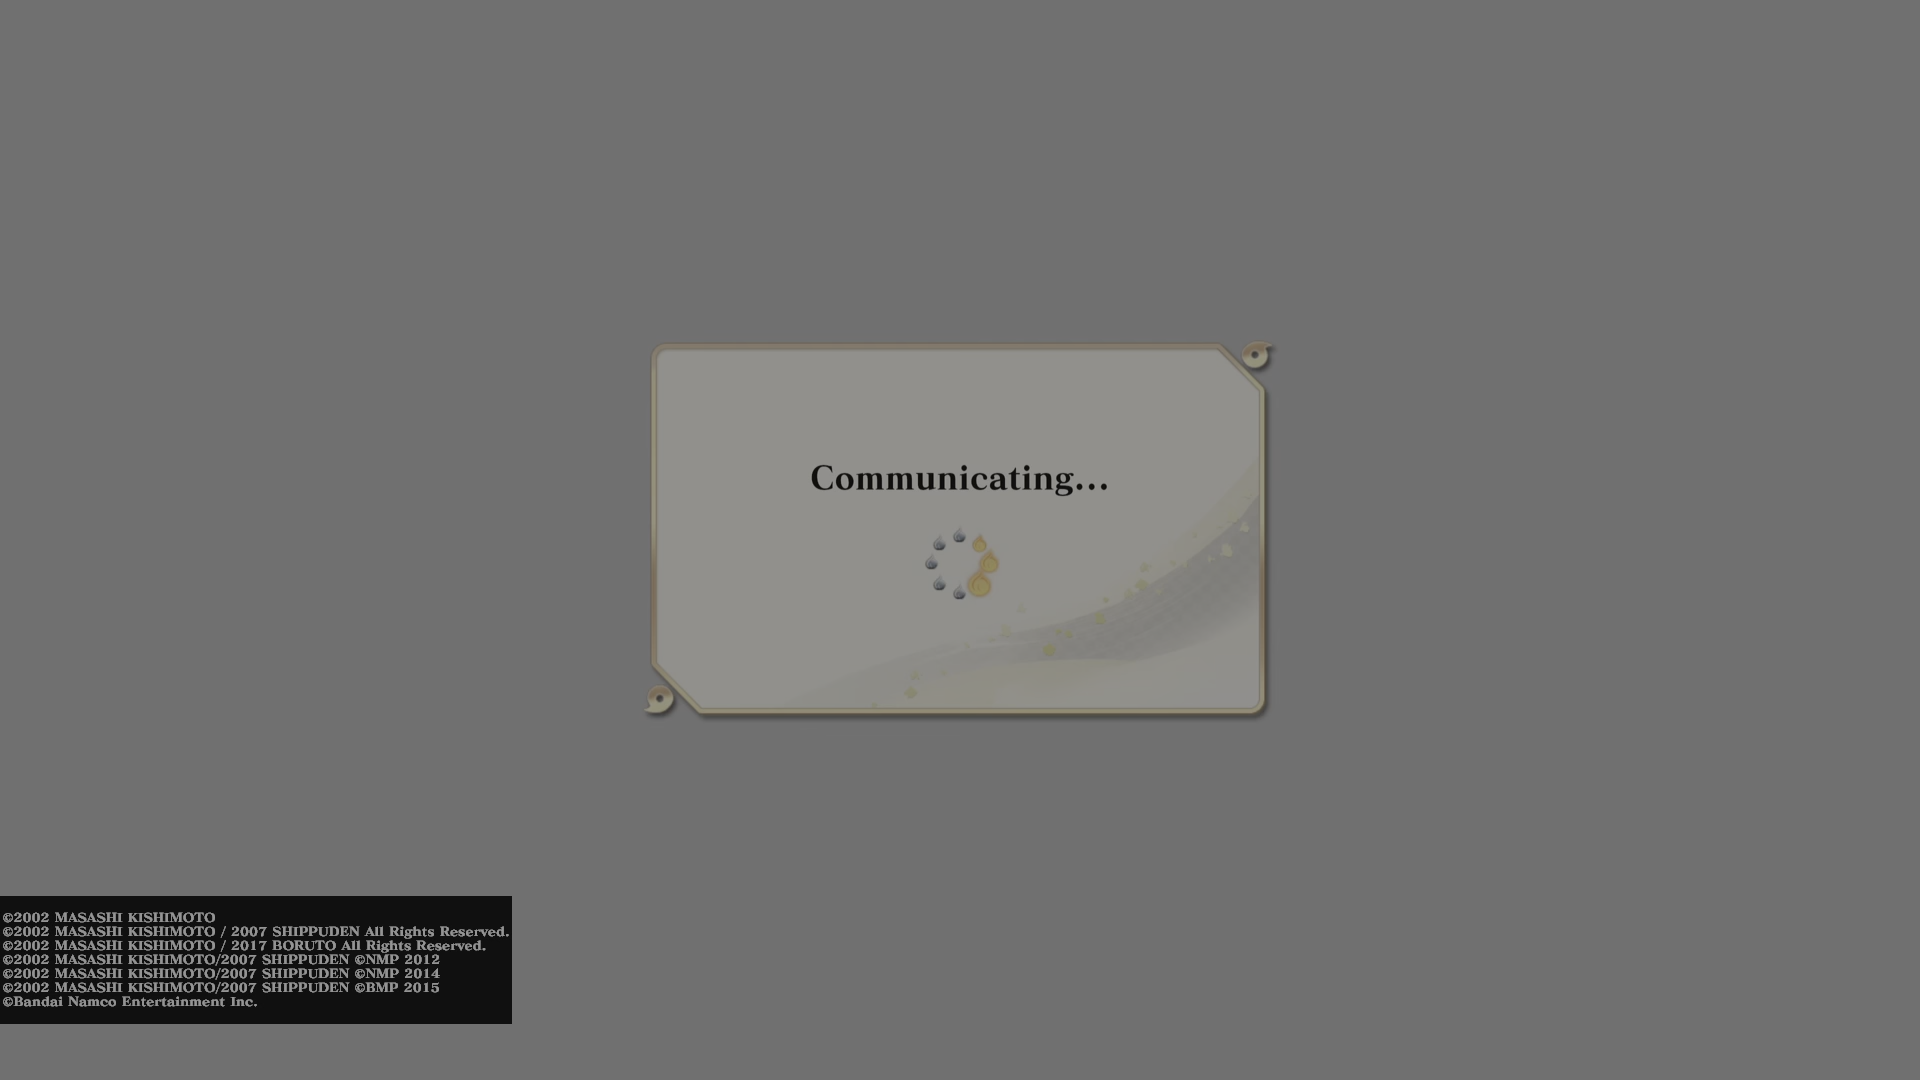 Communicating...
©2002 MASASHI KISHIMOTO
©2002 MASASHI KISHIMOTO / 2007 SHIPPUDEN All Rights Reserved.
©2002 MASASHI KISHIMOTO / 2017 BORUTO All Rights Reserved.
©2002 MASASHI KISHIMOTO/2007 SHIPPUDEN ©NMP 2012
©2002 MASASHI KISHIMOTO/2007 SHIPPUDEN ©NMP 2014
©2002 MASASHI KISHIMOTO/2007 SHIPPUDEN ©BMP 2015
©Bandai Namco Entertainment Inc.